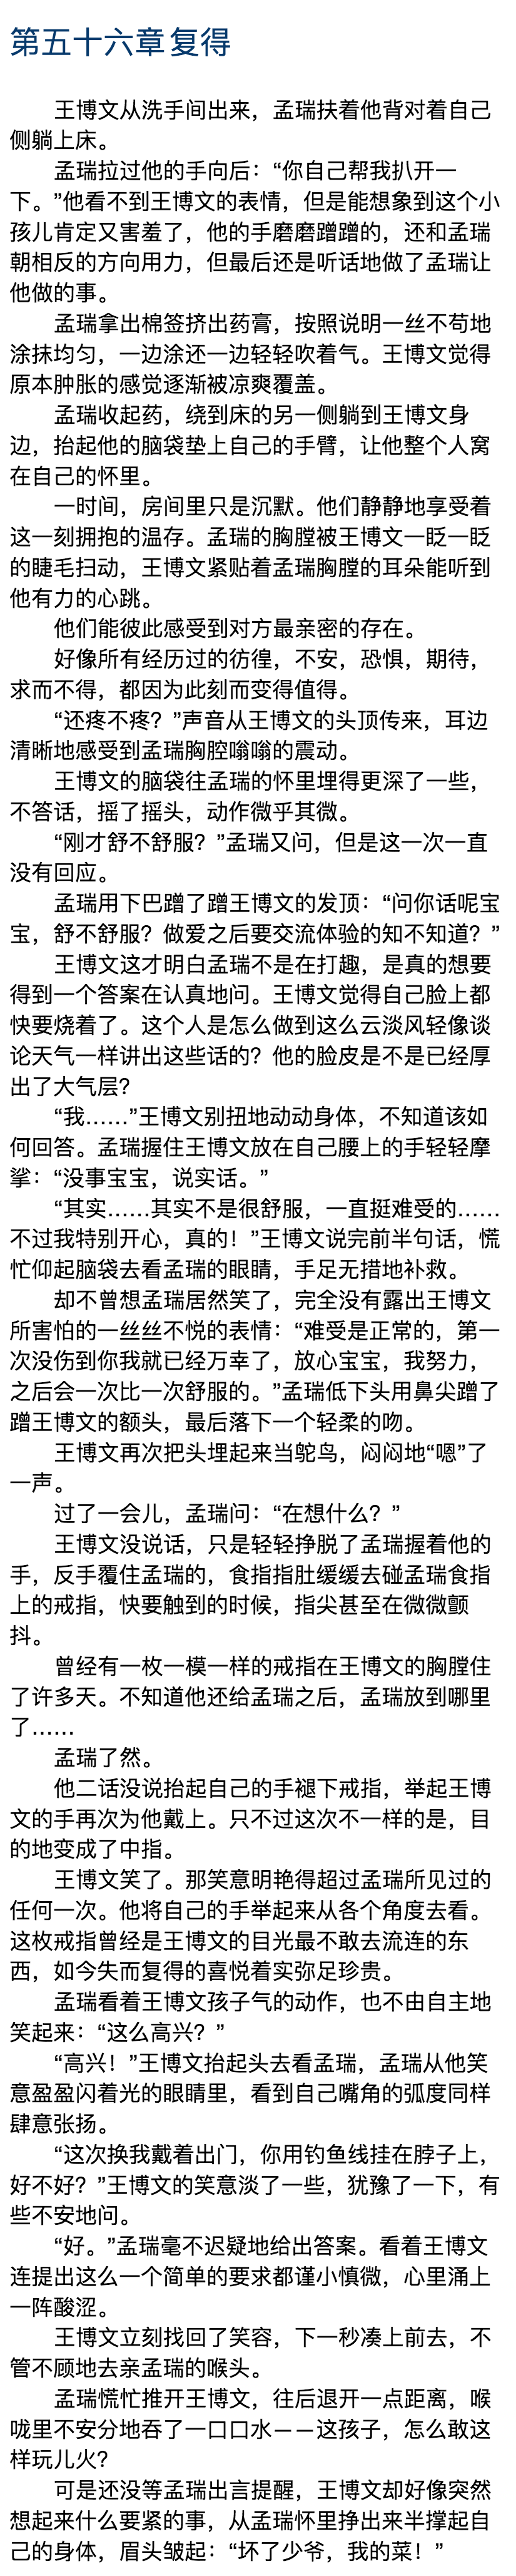 第五十六章 复得
王博文从洗手间出来，孟瑞扶着他背对着自己
侧躺上床。
孟瑞拉过他的手向后：“你自己帮我扒开一
下。”他看不到王博文的表情，但是能想象到这个小
孩儿肯定又害羞了，他的手磨磨蹭蹭的，还和孟瑞
朝相反的方向用力，但最后还是听话地做了孟瑞让
他做的事。
孟瑞拿出棉签挤出药膏，按照说明一丝不苟地
涂抹均匀，一边涂还一边轻轻吹着气。王博文觉得
原本肿胀的感觉逐渐被凉爽覆盖。
孟瑞收起药，绕到床的另一侧躺到王博文身
边，抬起他的脑袋垫上自己的手臂，让他整个人窝
在自己的怀里。
一时间，房间里只是沉默。他们静静地享受着
这一刻拥抱的温存。孟瑞的胸膛被王博文一眨一眨
的睫毛扫动，王博文紧贴着孟瑞胸膛的耳朵能听到
他有力的心跳。
他们能彼此感受到对方最亲密的存在。
好像所有经历过的彷徨，不安，恐惧，期待，
求而不得，都因为此刻而变得值得。
“还疼不疼？”声音从王博文的头顶传来，耳边
清晰地感受到孟瑞胸腔嗡嗡的震动。
王博文的脑袋往孟瑞的怀里埋得更深了一些，
不答话，摇了摇头，动作微乎其微。
“刚才舒不舒服？”孟瑞又问，但是这一次一直
没有回应。
孟瑞用下巴蹭了蹭王博文的发顶：“问你话呢宝
宝，舒不舒服？做爱之后要交流体验的知不知道？”
王博文这才明白孟瑞不是在打趣，是真的想要
得到一个答案在认真地问。王博文觉得自己脸上都
快要烧着了。这个人是怎么做到这么云淡风轻像谈
论天气一样讲出这些话的？他的脸皮是不是已经厚
出了大气层？
“我……”王博文别扭地动动身体，不知道该如
何回答。孟瑞握住王博文放在自己腰上的手轻轻摩
挲：“没事宝宝，说实话。”
“其实……其实不是很舒服，一直挺难受的……
不过我特别开心，真的！”王博文说完前半句话，慌
忙仰起脑袋去看孟瑞的眼睛，手足无措地补救。
却不曾想孟瑞居然笑了，完全没有露出王博文
所害怕的一丝丝不悦的表情：“难受是正常的，第一
次没伤到你我就已经万幸了，放心宝宝，我努力，
之后会一次比一次舒服的。”孟瑞低下头用鼻尖蹭了
蹭王博文的额头，最后落下一个轻柔的吻。
王博文再次把头埋起来当鸵鸟，闷闷地“嗯”了
一声。
过了一会儿，孟瑞问：“在想什么？”
王博文没说话，只是轻轻挣脱了孟瑞握着他的
手，反手覆住孟瑞的，食指指肚缓缓去碰孟瑞食指
上的戒指，快要触到的时候，指尖甚至在微微颤
抖。
曾经有一枚一模一样的戒指在王博文的胸膛住
了许多天。不知道他还给孟瑞之后，孟瑞放到哪里
了……
孟瑞了然。
他二话没说抬起自己的手褪下戒指，举起王博
文的手再次为他戴上。只不过这次不一样的是，目
的地变成了中指。
王博文笑了。那笑意明艳得超过孟瑞所见过的
任何一次。他将自己的手举起来从各个角度去看。
这枚戒指曾经是王博文的目光最不敢去流连的东
西，如今失而复得的喜悦着实弥足珍贵。
孟瑞看着王博文孩子气的动作，也不由自主地
笑起来：“这么高兴？”
“高兴！”王博文抬起头去看孟瑞，孟瑞从他笑
意盈盈闪着光的眼睛里，看到自己嘴角的弧度同样
肆意张扬。
“这次换我戴着出门，你用钓鱼线挂在脖子上，
好不好？”王博文的笑意淡了一些，犹豫了一下，有
些不安地问。
“好。”孟瑞毫不迟疑地给出答案。看着王博文
连提出这么一个简单的要求都谨小慎微，心里涌上
一阵酸涩。
王博文立刻找回了笑容，下一秒凑上前去，不
管不顾地去亲孟瑞的喉头。
孟瑞慌忙推开王博文，往后退开一点距离，喉
咙里不安分地吞了一口口水——这孩子，怎么敢这
样玩儿火？
可是还没等孟瑞出言提醒，王博文却好像突然
想起来什么要紧的事，从孟瑞怀里挣出来半撑起自
己的身体，眉头皱起：“坏了少爷，我的菜！”